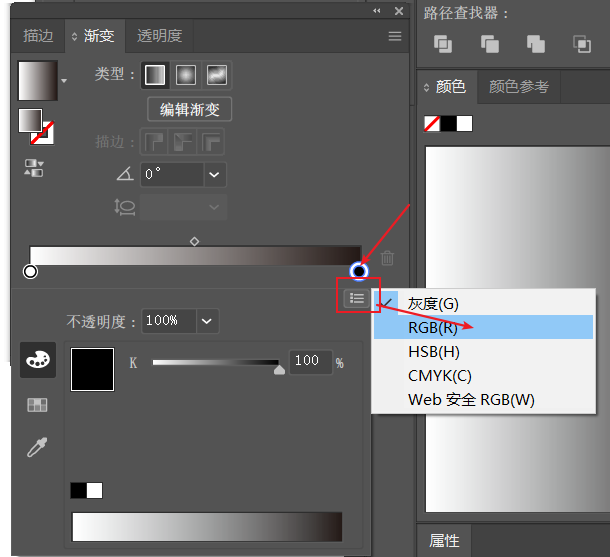 描边 渐变 透明度
类型：
编辑渐变
描边：
0°
不透明度： 100%
K 100 %
灰度(G)
RGB(R)
HSB(H)
CMYK(C)
Web 安全 RGB(W)
路径查找器：
颜色 颜色参考
属性